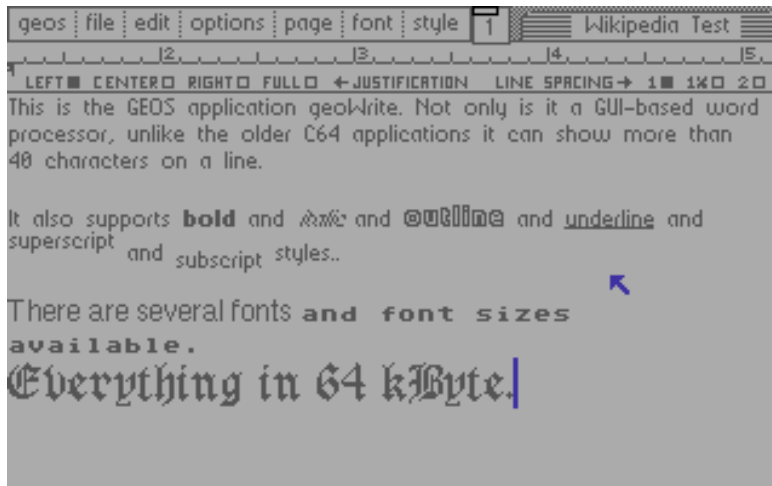 geos file edit options page font style 1 Wikipedia Test
2 3 4 5
LEFT CENTER RIGHT FULL ←JUSTIFICATION LINE SPACING→ 1 1½ 2
This is the GEOS application geoWrite. Not only is it a GUI-based word
processor, unlike the older C64 applications it can show more than
40 characters on a line.
It also supports bold and italic and outline and underline and
superscript and subscript styles..
There are several fonts and font sizes
available.
Everything in 64 kByte.